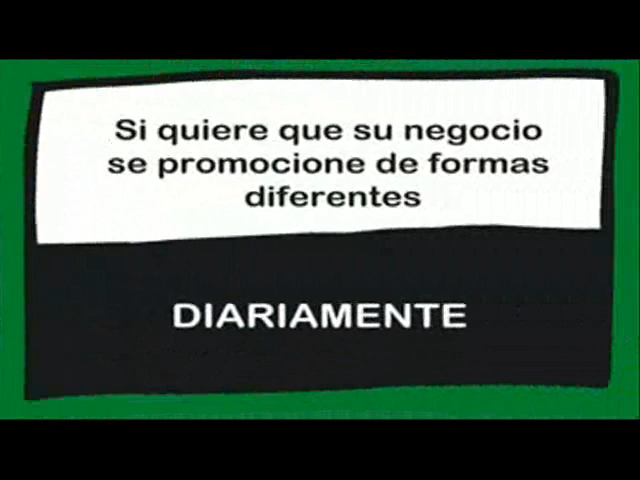 Si quiere que su negocio
se promocione de formas
diferentes
DIARIAMENTE